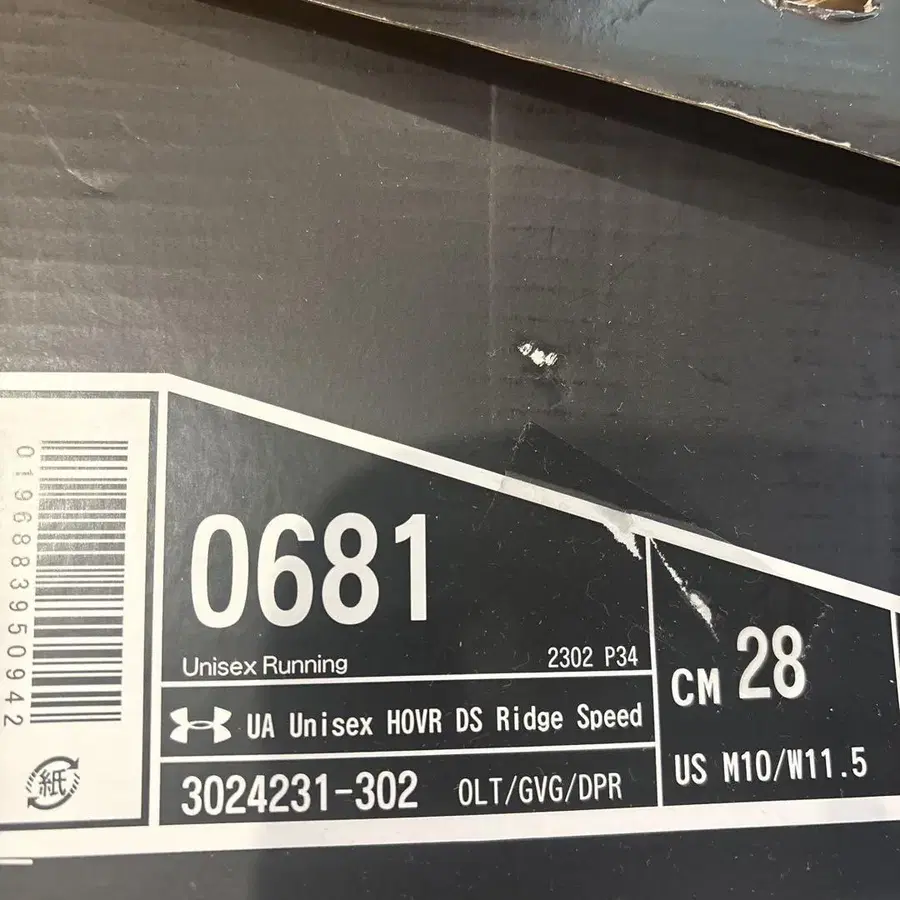 0196883950942
紙
0681
Unisex Running 2302 P34
UA Unisex HOVR DS Ridge Speed
3024231-302 OLT/GVG/DPR
CM 28
US M10/W11.5